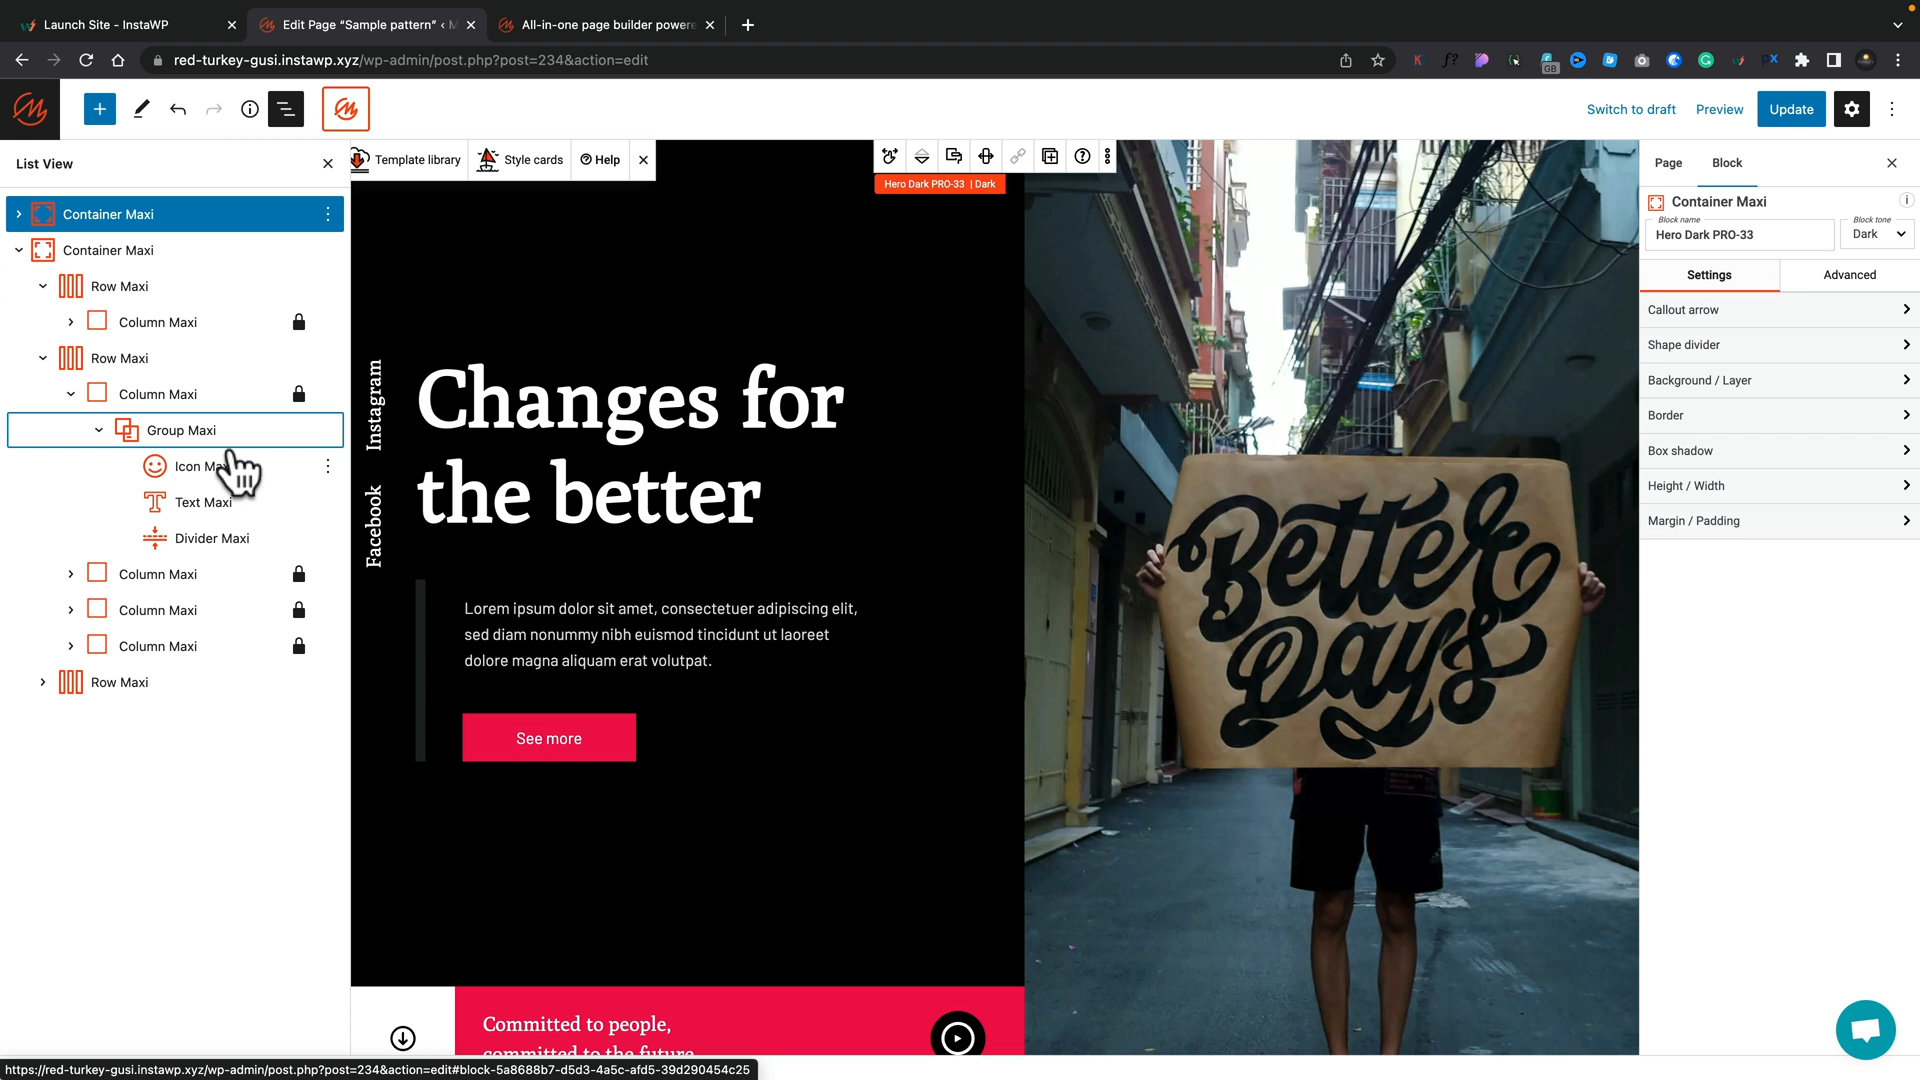 Launch Site - InstaWP
Edit Page “Sample pattern” ‹ M
All-in-one page builder powere
red-turkey-gusi.instawp.xyz/wp-admin/post.php?post=234&action=edit
Switch to draft
Preview
Update
List View
Template library
Style cards
Help
Hero Dark PRO-33 | Dark
Page
Block
Container Maxi
Block name
Hero Dark PRO-33
Block tone
Dark
Settings
Advanced
Callout arrow
Shape divider
Background / Layer
Border
Box shadow
Height / Width
Margin / Padding
Container Maxi
Container Maxi
Row Maxi
Column Maxi
Row Maxi
Column Maxi
Group Maxi
Icon Ma
Text Maxi
Divider Maxi
Column Maxi
Column Maxi
Column Maxi
Row Maxi
Instagram
Facebook
Changes for
the better
Lorem ipsum dolor sit amet, consectetuer adipiscing elit,
sed diam nonummy nibh euismod tincidunt ut laoreet
dolore magna aliquam erat volutpat.
See more
Better
Days
Committed to people,
committed to the future
https://red-turkey-gusi.instawp.xyz/wp-admin/post.php?post=234&action=edit#block-5a8688b7-d5d3-4a5c-afd5-39d290454c25